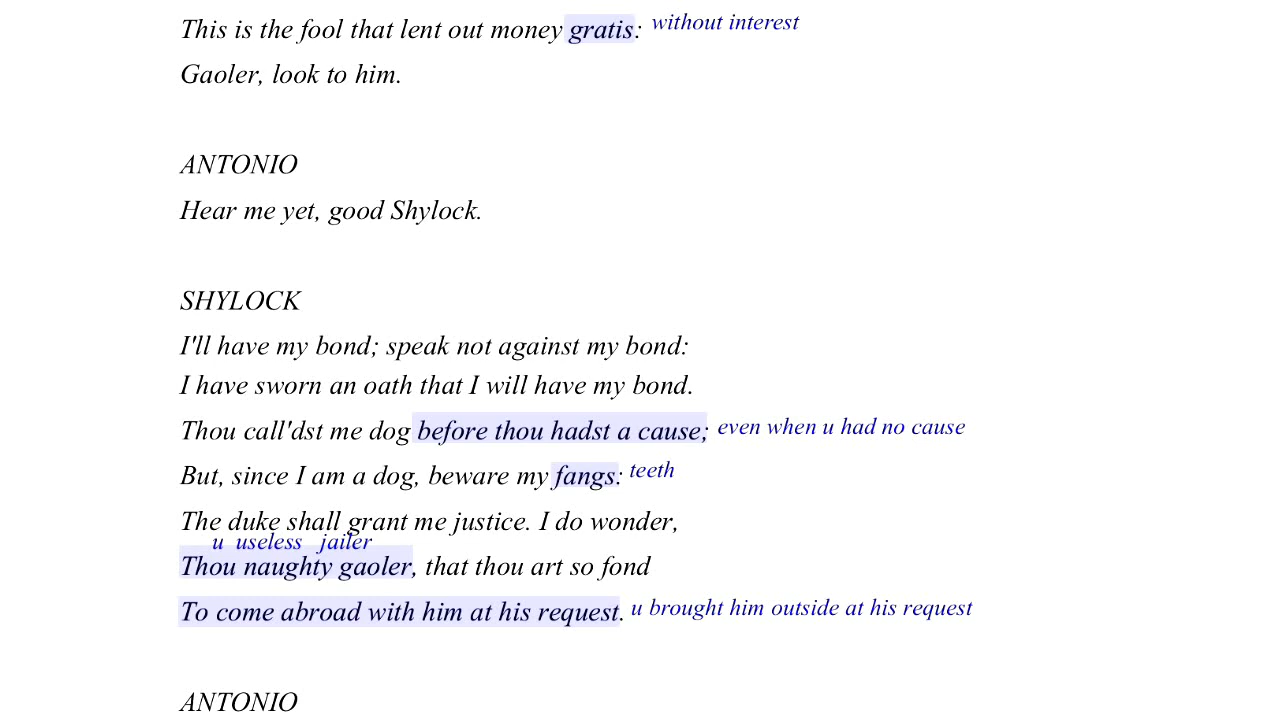 This is the fool that lent out money gratis: without interest
Gaoler, look to him.
ANTONIO
Hear me yet, good Shylock.
SHYLOCK
I'll have my bond; speak not against my bond:
I have sworn an oath that I will have my bond.
Thou call'dst me dog before thou hadst a cause; even when u had no cause
But, since I am a dog, beware my fangs: teeth
The duke shall grant me justice. I do wonder,
u useless jailer
Thou naughty gaoler, that thou art so fond
To come abroad with him at his request. u brought him outside at his request
ANTONIO